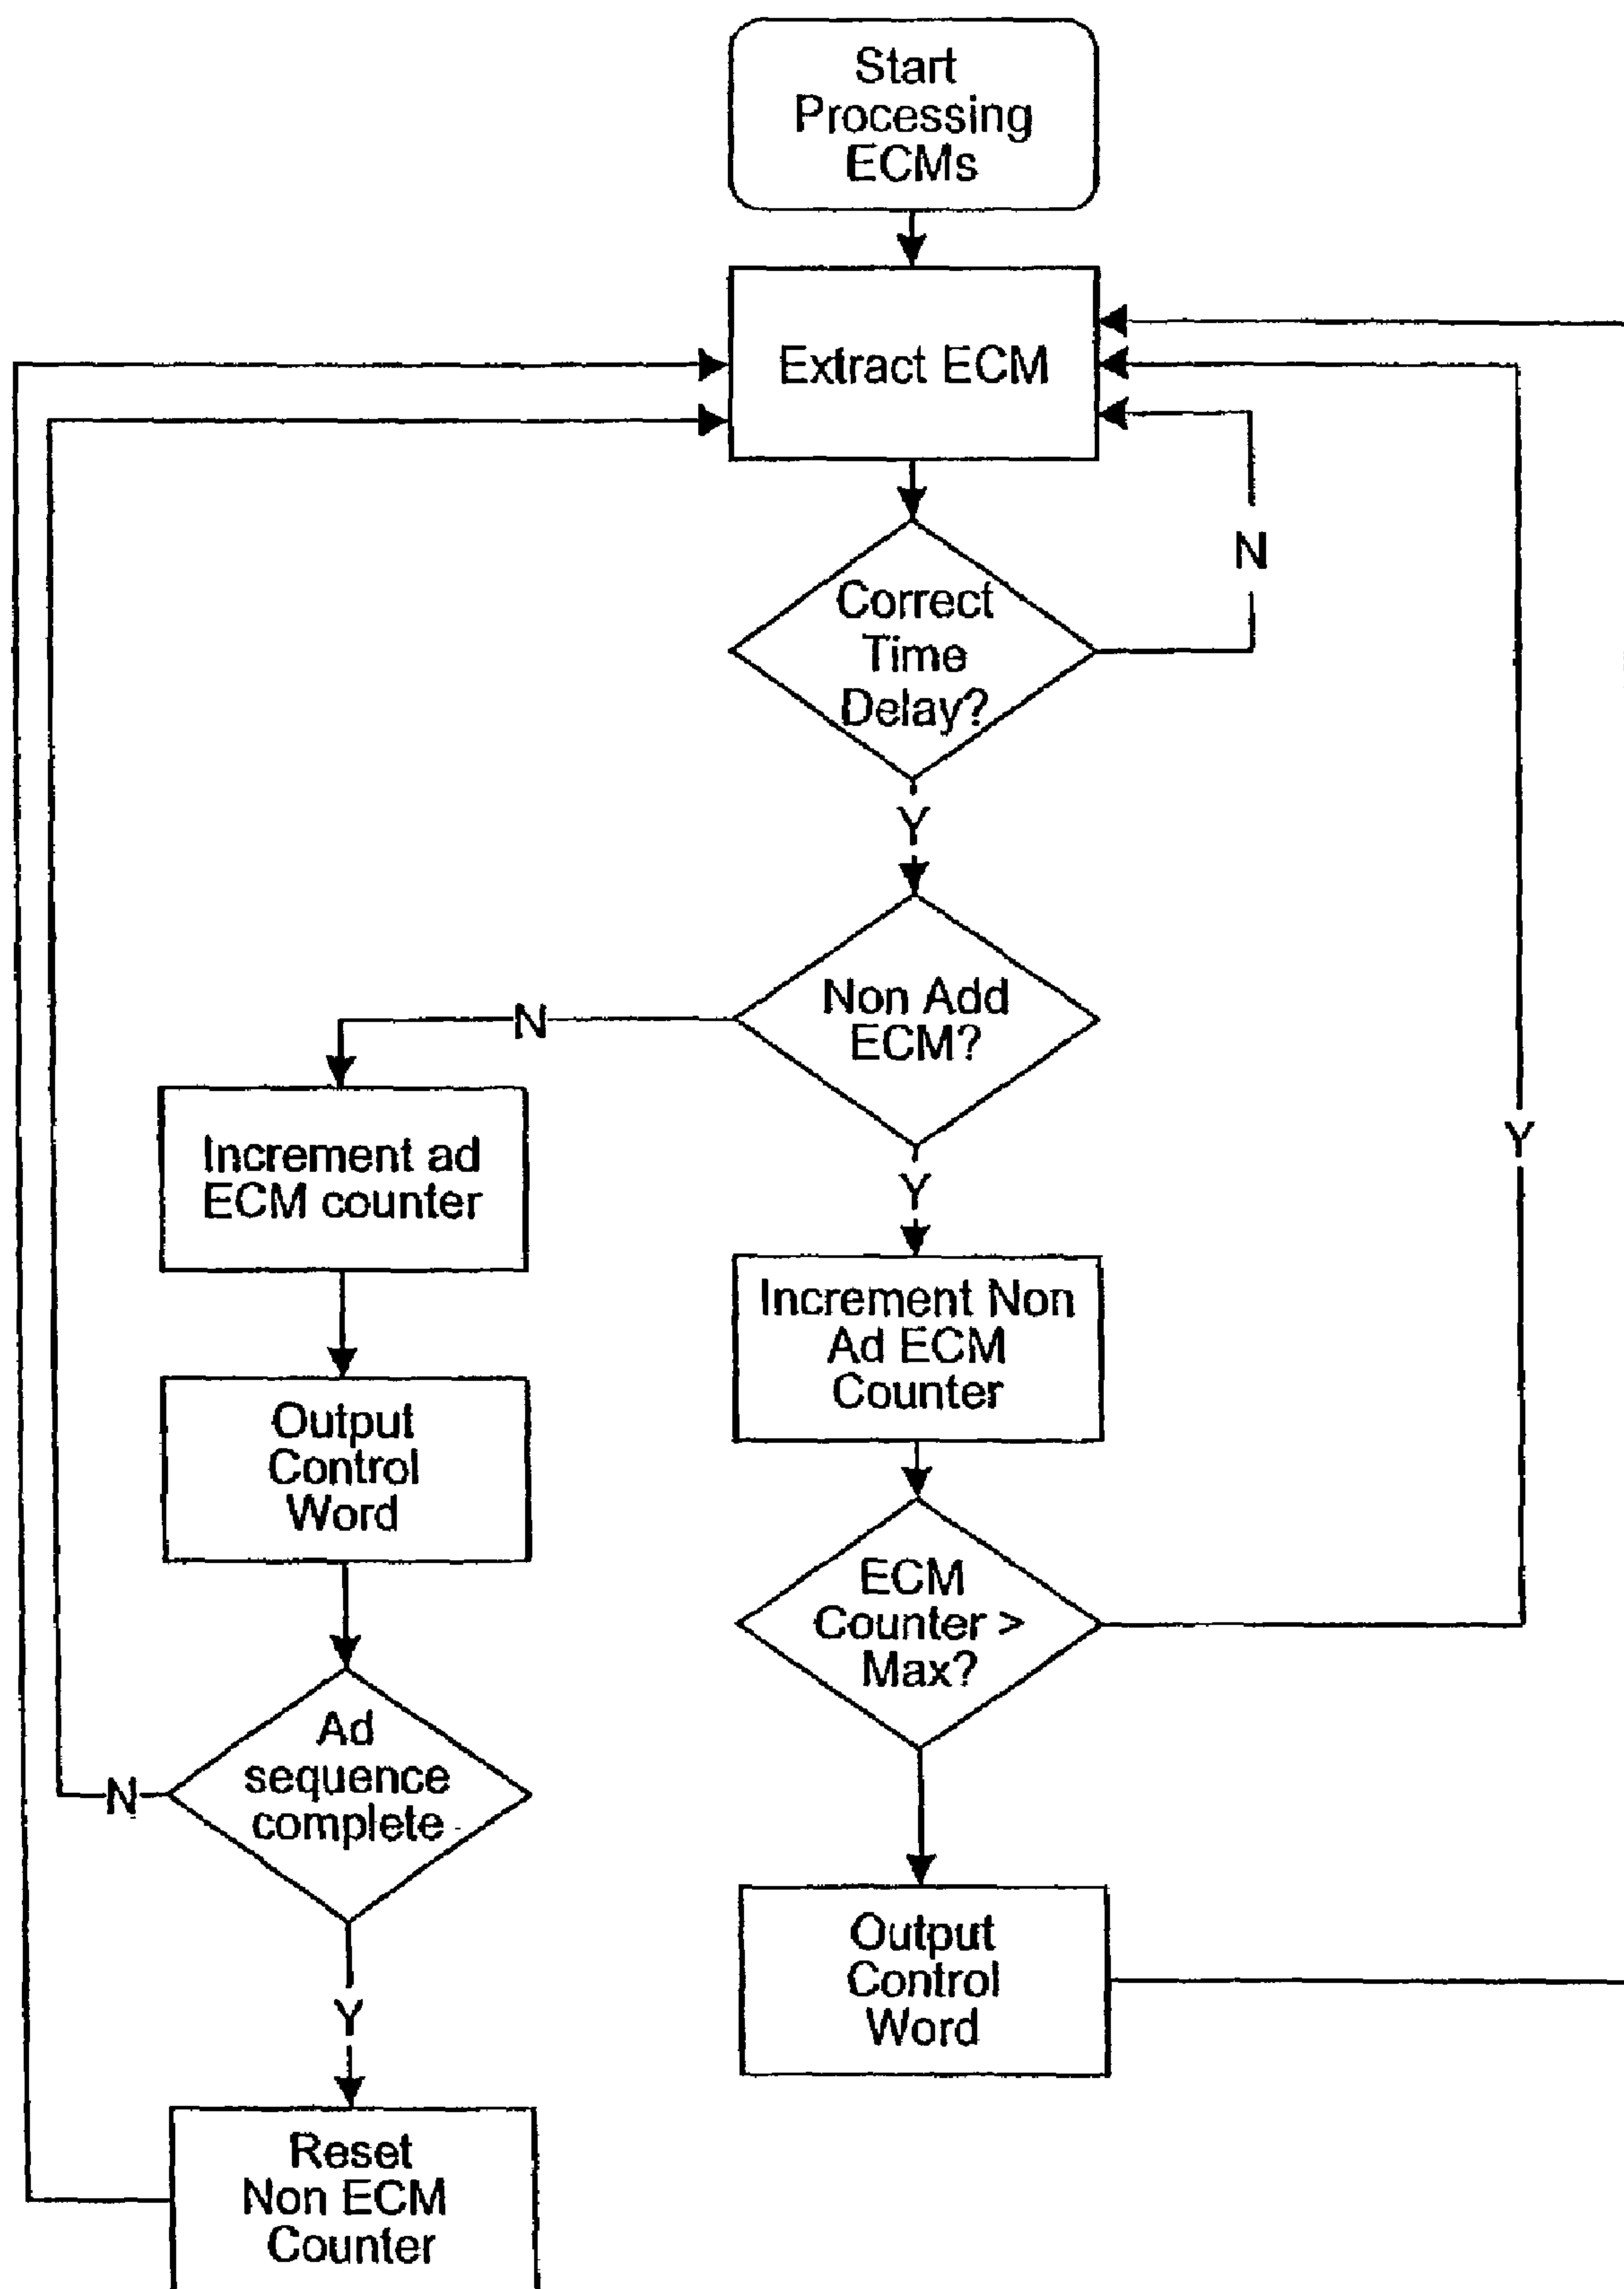 Start
Processing
ECMs
Extract ECM
N
Correct
Time
Delay?
Y
Non Add
ECM?
N
Y
Increment ad
ECM counter
Y
Increment Non
Ad ECM
Counter
Output
Control
Word
ECM
Counter >
Max?
Ad
sequence
complete
N
Output
Control
Word
Y
Reset
Non ECM
Counter